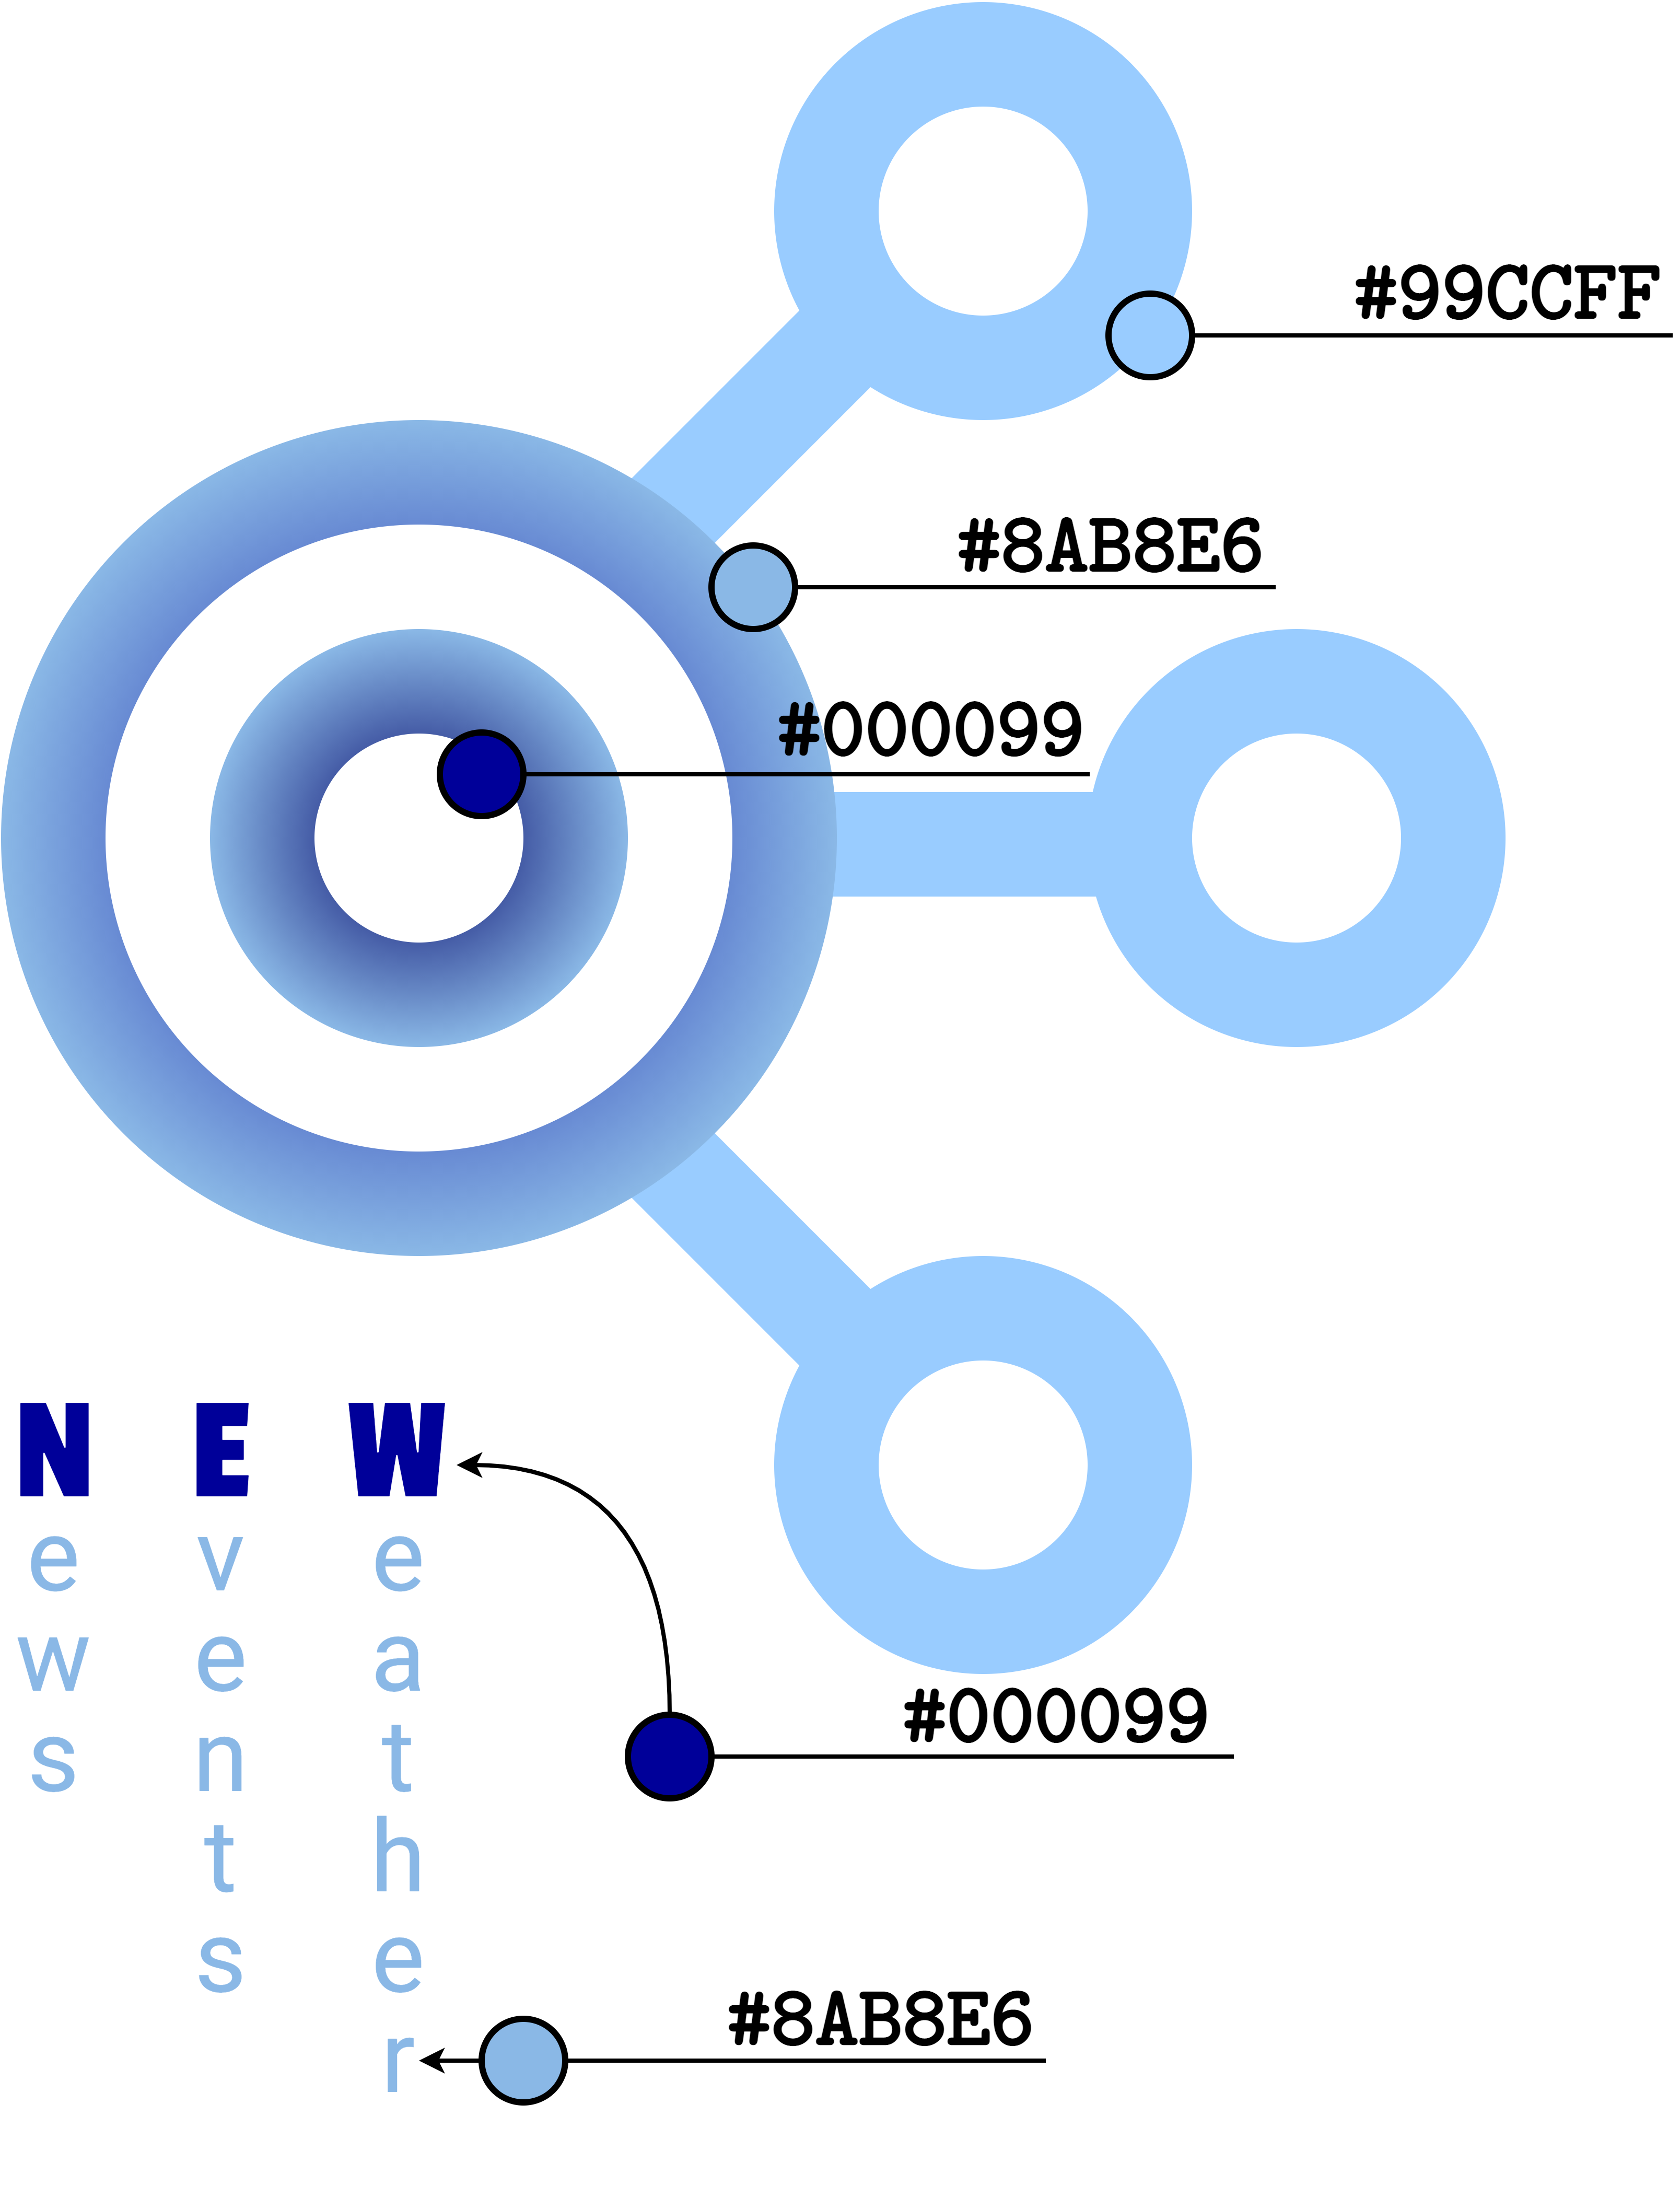 #99CCFF
#8AB8E6
#000099
N E W
e v e
w e a
s n t
t h
s e
r
#000099
#8AB8E6